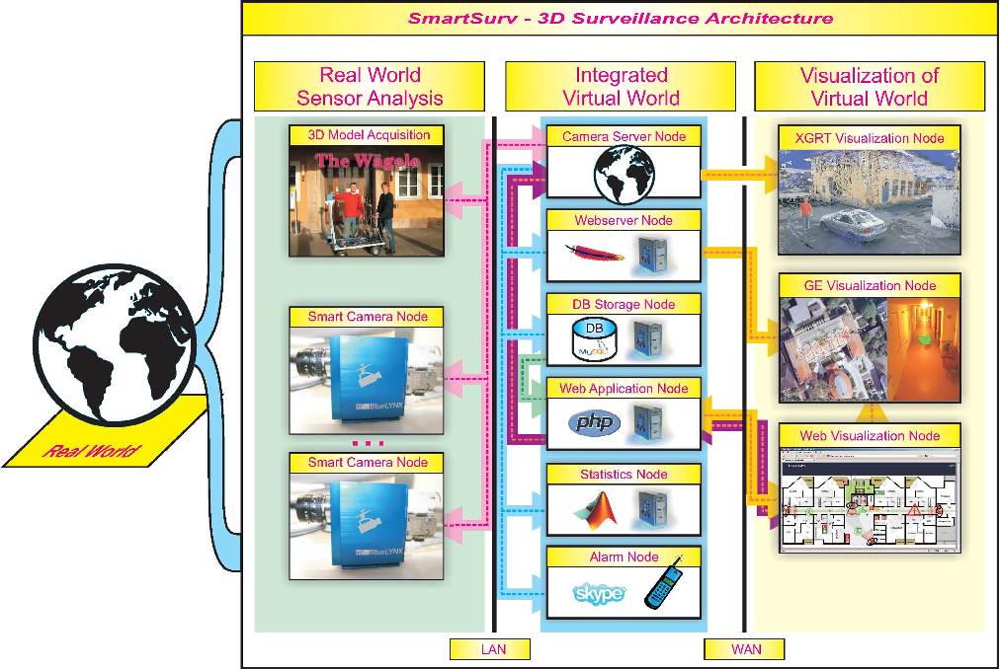 SmartSurv - 3D Surveillance Architecture
Real World
Sensor Analysis
Integrated
Virtual World
Visualization of
Virtual World
3D Model Acquisition
The Wägele
Smart Camera Node
BlueLYNX
Smart Camera Node
BlueLYNX
Real World
Camera Server Node
Webserver Node
DB Storage Node
DB
MySQL
Web Application Node
php
Statistics Node
Alarm Node
skype
XGRT Visualization Node
GE Visualization Node
Web Visualization Node
LAN
WAN